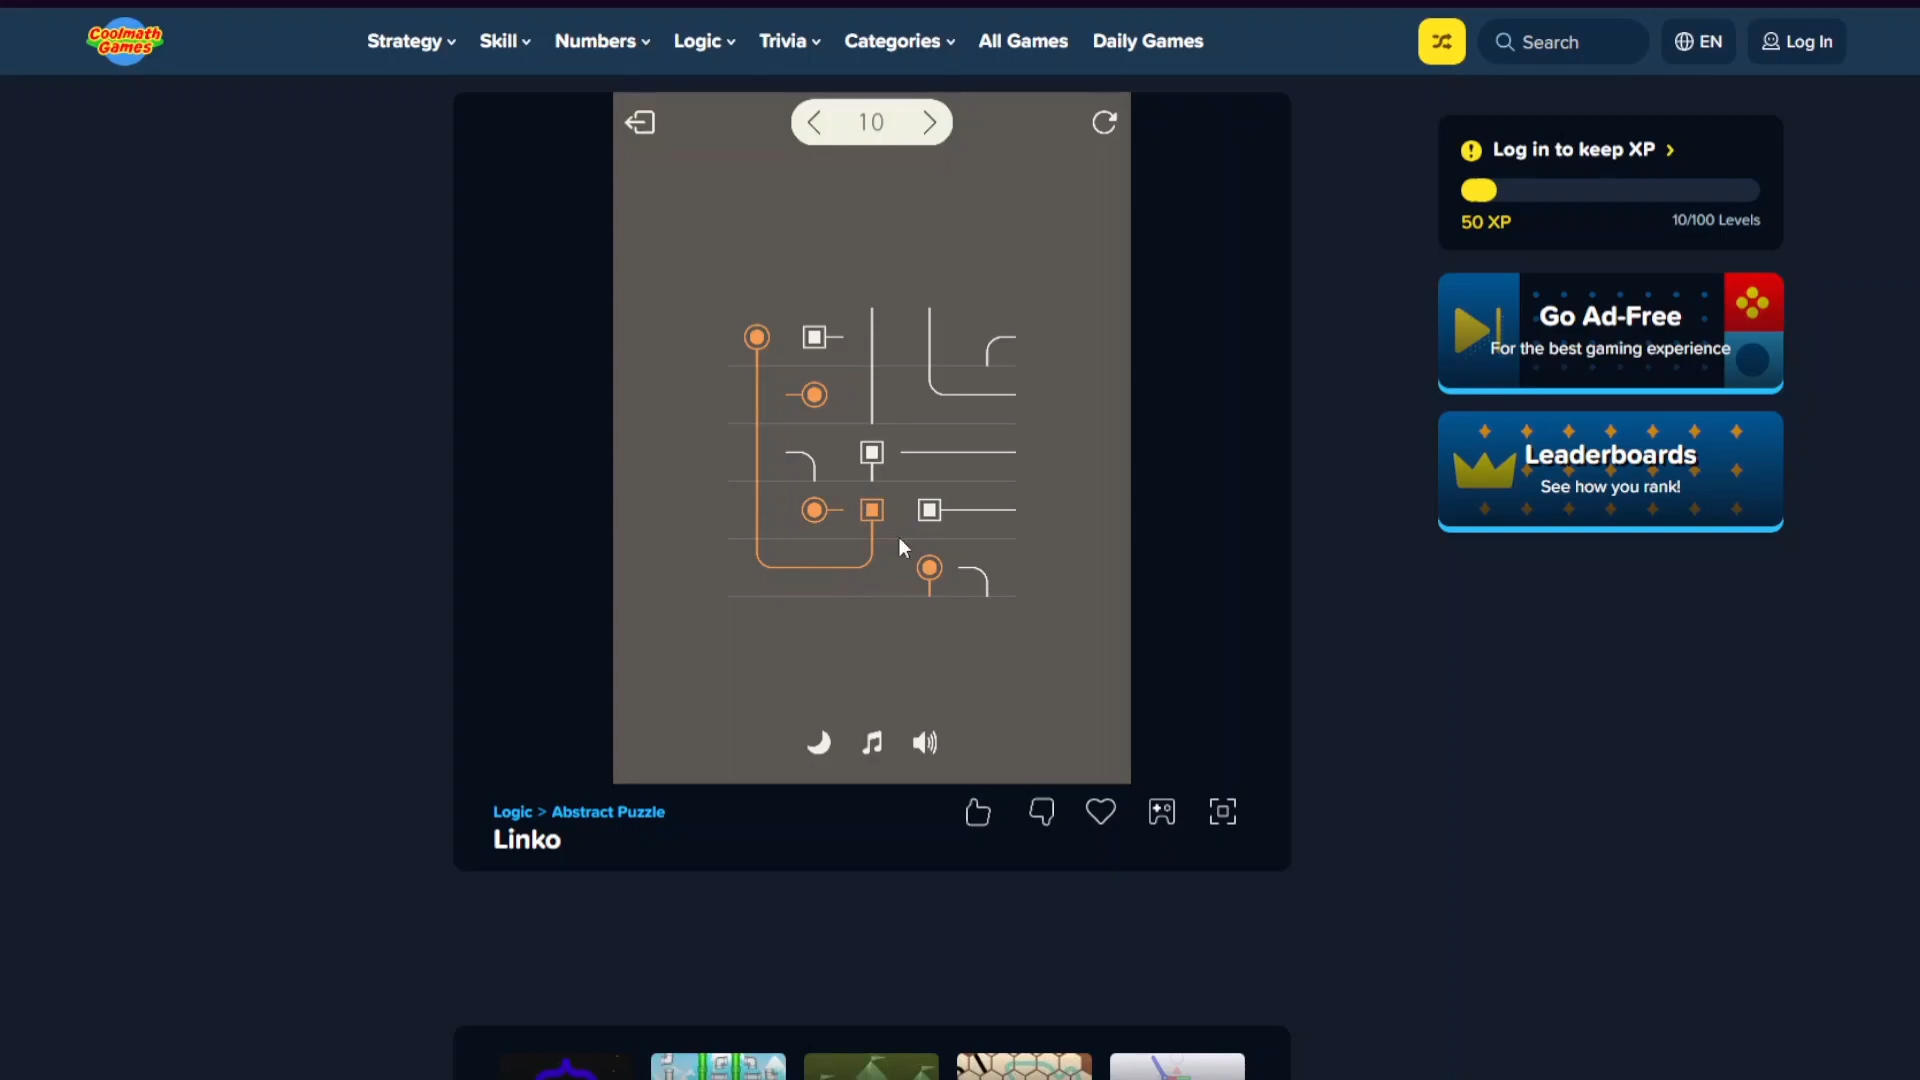 Coolmath
Games
Strategy
Skill
Numbers
Logic
Trivia
Categories
All Games
Daily Games
Search
EN
Log In
10
Log in to keep XP
50 XP
10/100 Levels
Go Ad-Free
For the best gaming experience
Leaderboards
See how you rank!
Logic > Abstract Puzzle
Linko